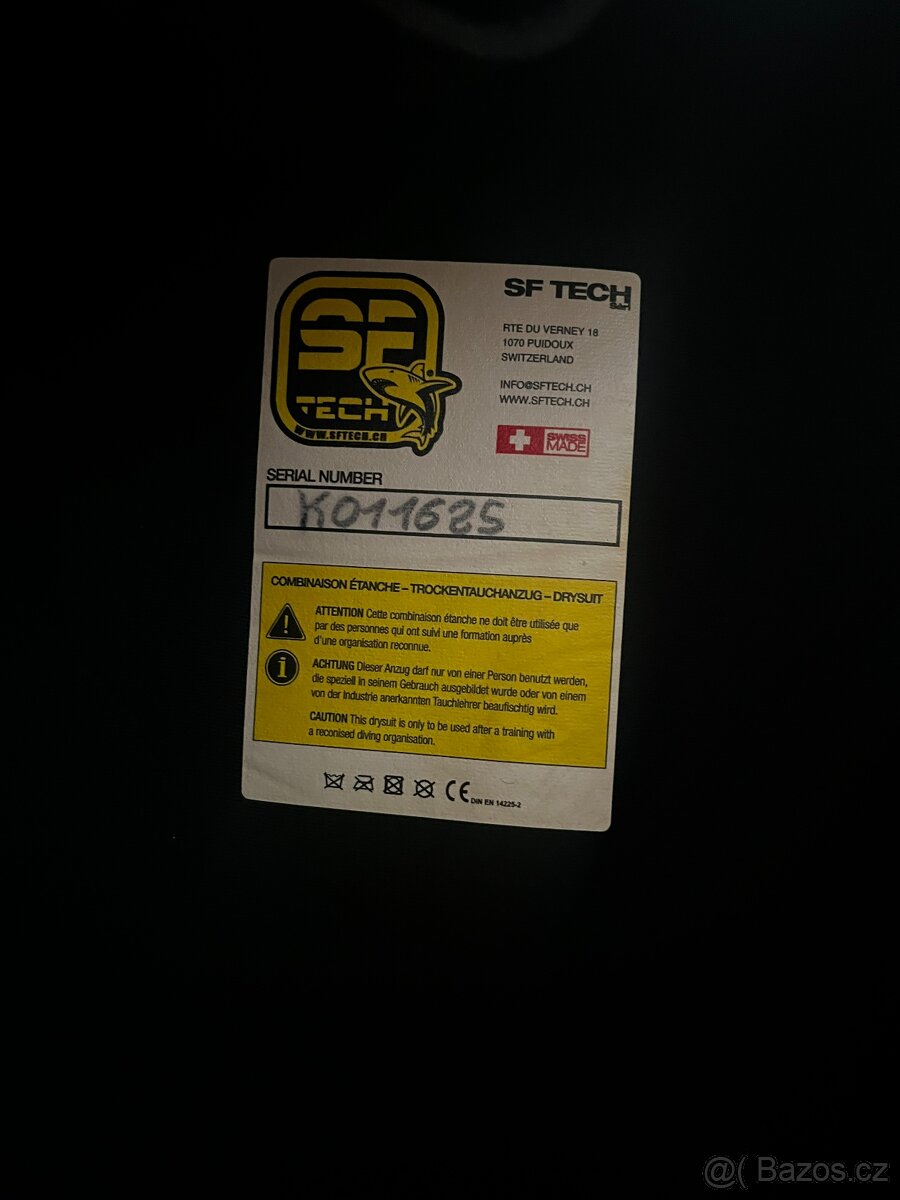 SF
TECH
WWW.SFTECH.CH
SF TECH
SÀRL
RTE DU VERNEY 18
1070 PUIDOUX
SWITZERLAND
INFO@SFTECH.CH
WWW.SFTECH.CH
SWISS
MADE
SERIAL NUMBER
K011625
COMBINAISON ÉTANCHE – TROCKENTAUCHANZUG – DRYSUIT
ATTENTION Cette combinaison étanche ne doit être utilisée que
par des personnes qui ont suivi une formation auprès
d'une organisation reconnue.
ACHTUNG Dieser Anzug darf nur von einer Person benutzt werden,
die speziell in seinem Gebrauch ausgebildet wurde oder von einem
von der Industrie anerkannten Tauchlehrer beaufischtig wird.
CAUTION This drysuit is only to be used after a training with
a reconised diving organisation.
CE DIN EN 14225-2
@( Bazos.cz